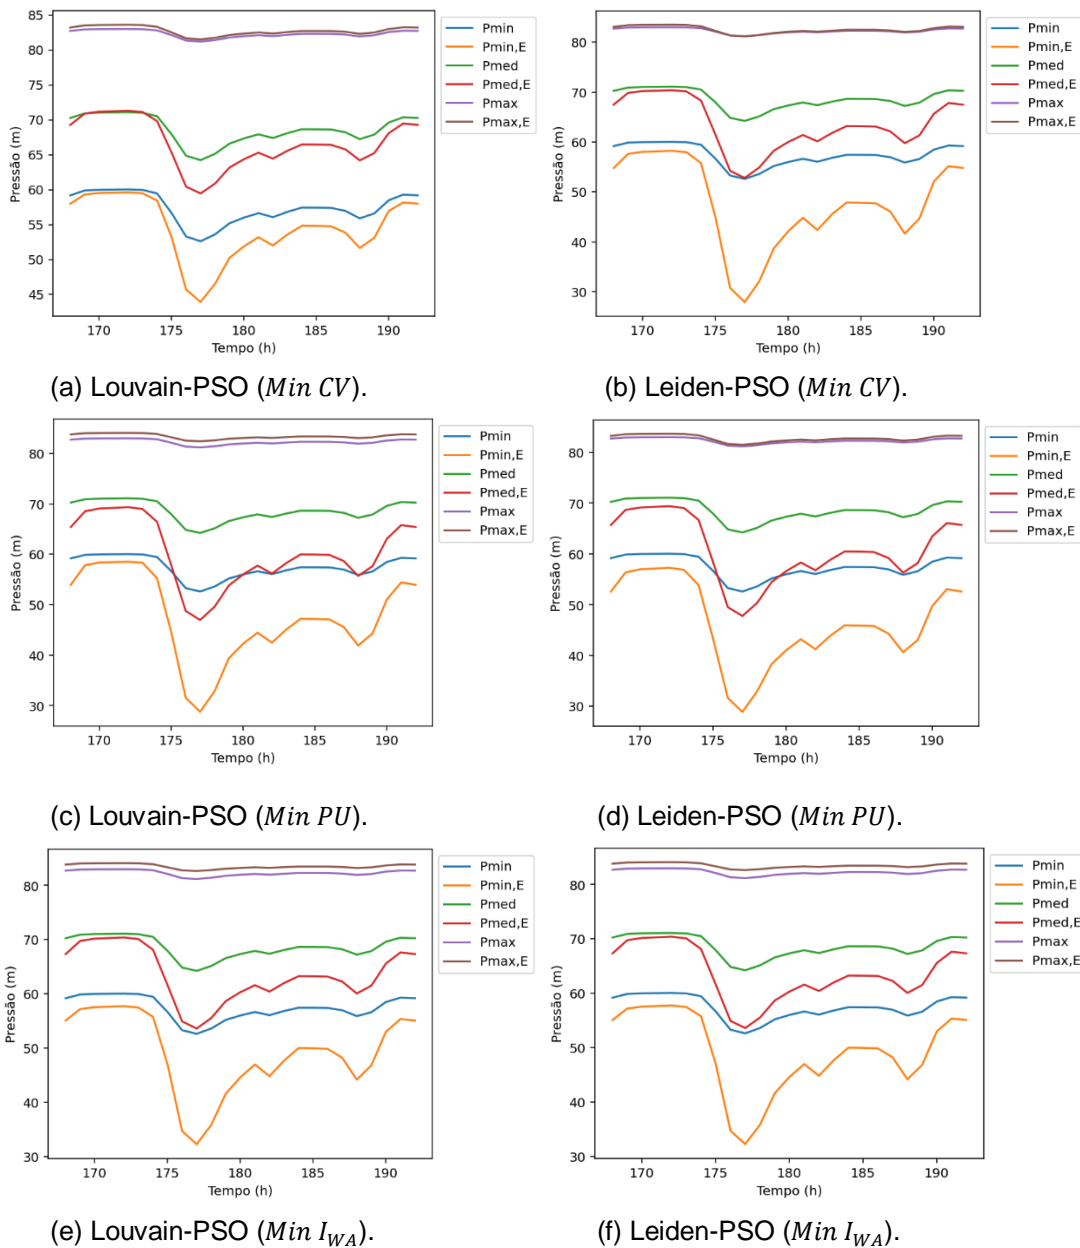 85
80
75
70
65
60
55
50
45
Pressão (m)
170 175 180 185 190
Tempo (h)
Pmin
Pmin,E
Pmed
Pmed,E
Pmax
Pmax,E
(a) Louvain-PSO (Min CV).
80
70
60
50
40
30
Pressão (m)
170 175 180 185 190
Tempo (h)
Pmin
Pmin,E
Pmed
Pmed,E
Pmax
Pmax,E
(b) Leiden-PSO (Min CV).
80
70
60
50
40
30
Pressão (m)
170 175 180 185 190
Tempo (h)
Pmin
Pmin,E
Pmed
Pmed,E
Pmax
Pmax,E
(c) Louvain-PSO (Min PU).
80
70
60
50
40
30
Pressão (m)
170 175 180 185 190
Tempo (h)
Pmin
Pmin,E
Pmed
Pmed,E
Pmax
Pmax,E
(d) Leiden-PSO (Min PU).
80
70
60
50
40
30
Pressão (m)
170 175 180 185 190
Tempo (h)
Pmin
Pmin,E
Pmed
Pmed,E
Pmax
Pmax,E
(e) Louvain-PSO (Min I_WA).
80
70
60
50
40
30
Pressão (m)
170 175 180 185 190
Tempo (h)
Pmin
Pmin,E
Pmed
Pmed,E
Pmax
Pmax,E
(f) Leiden-PSO (Min I_WA).